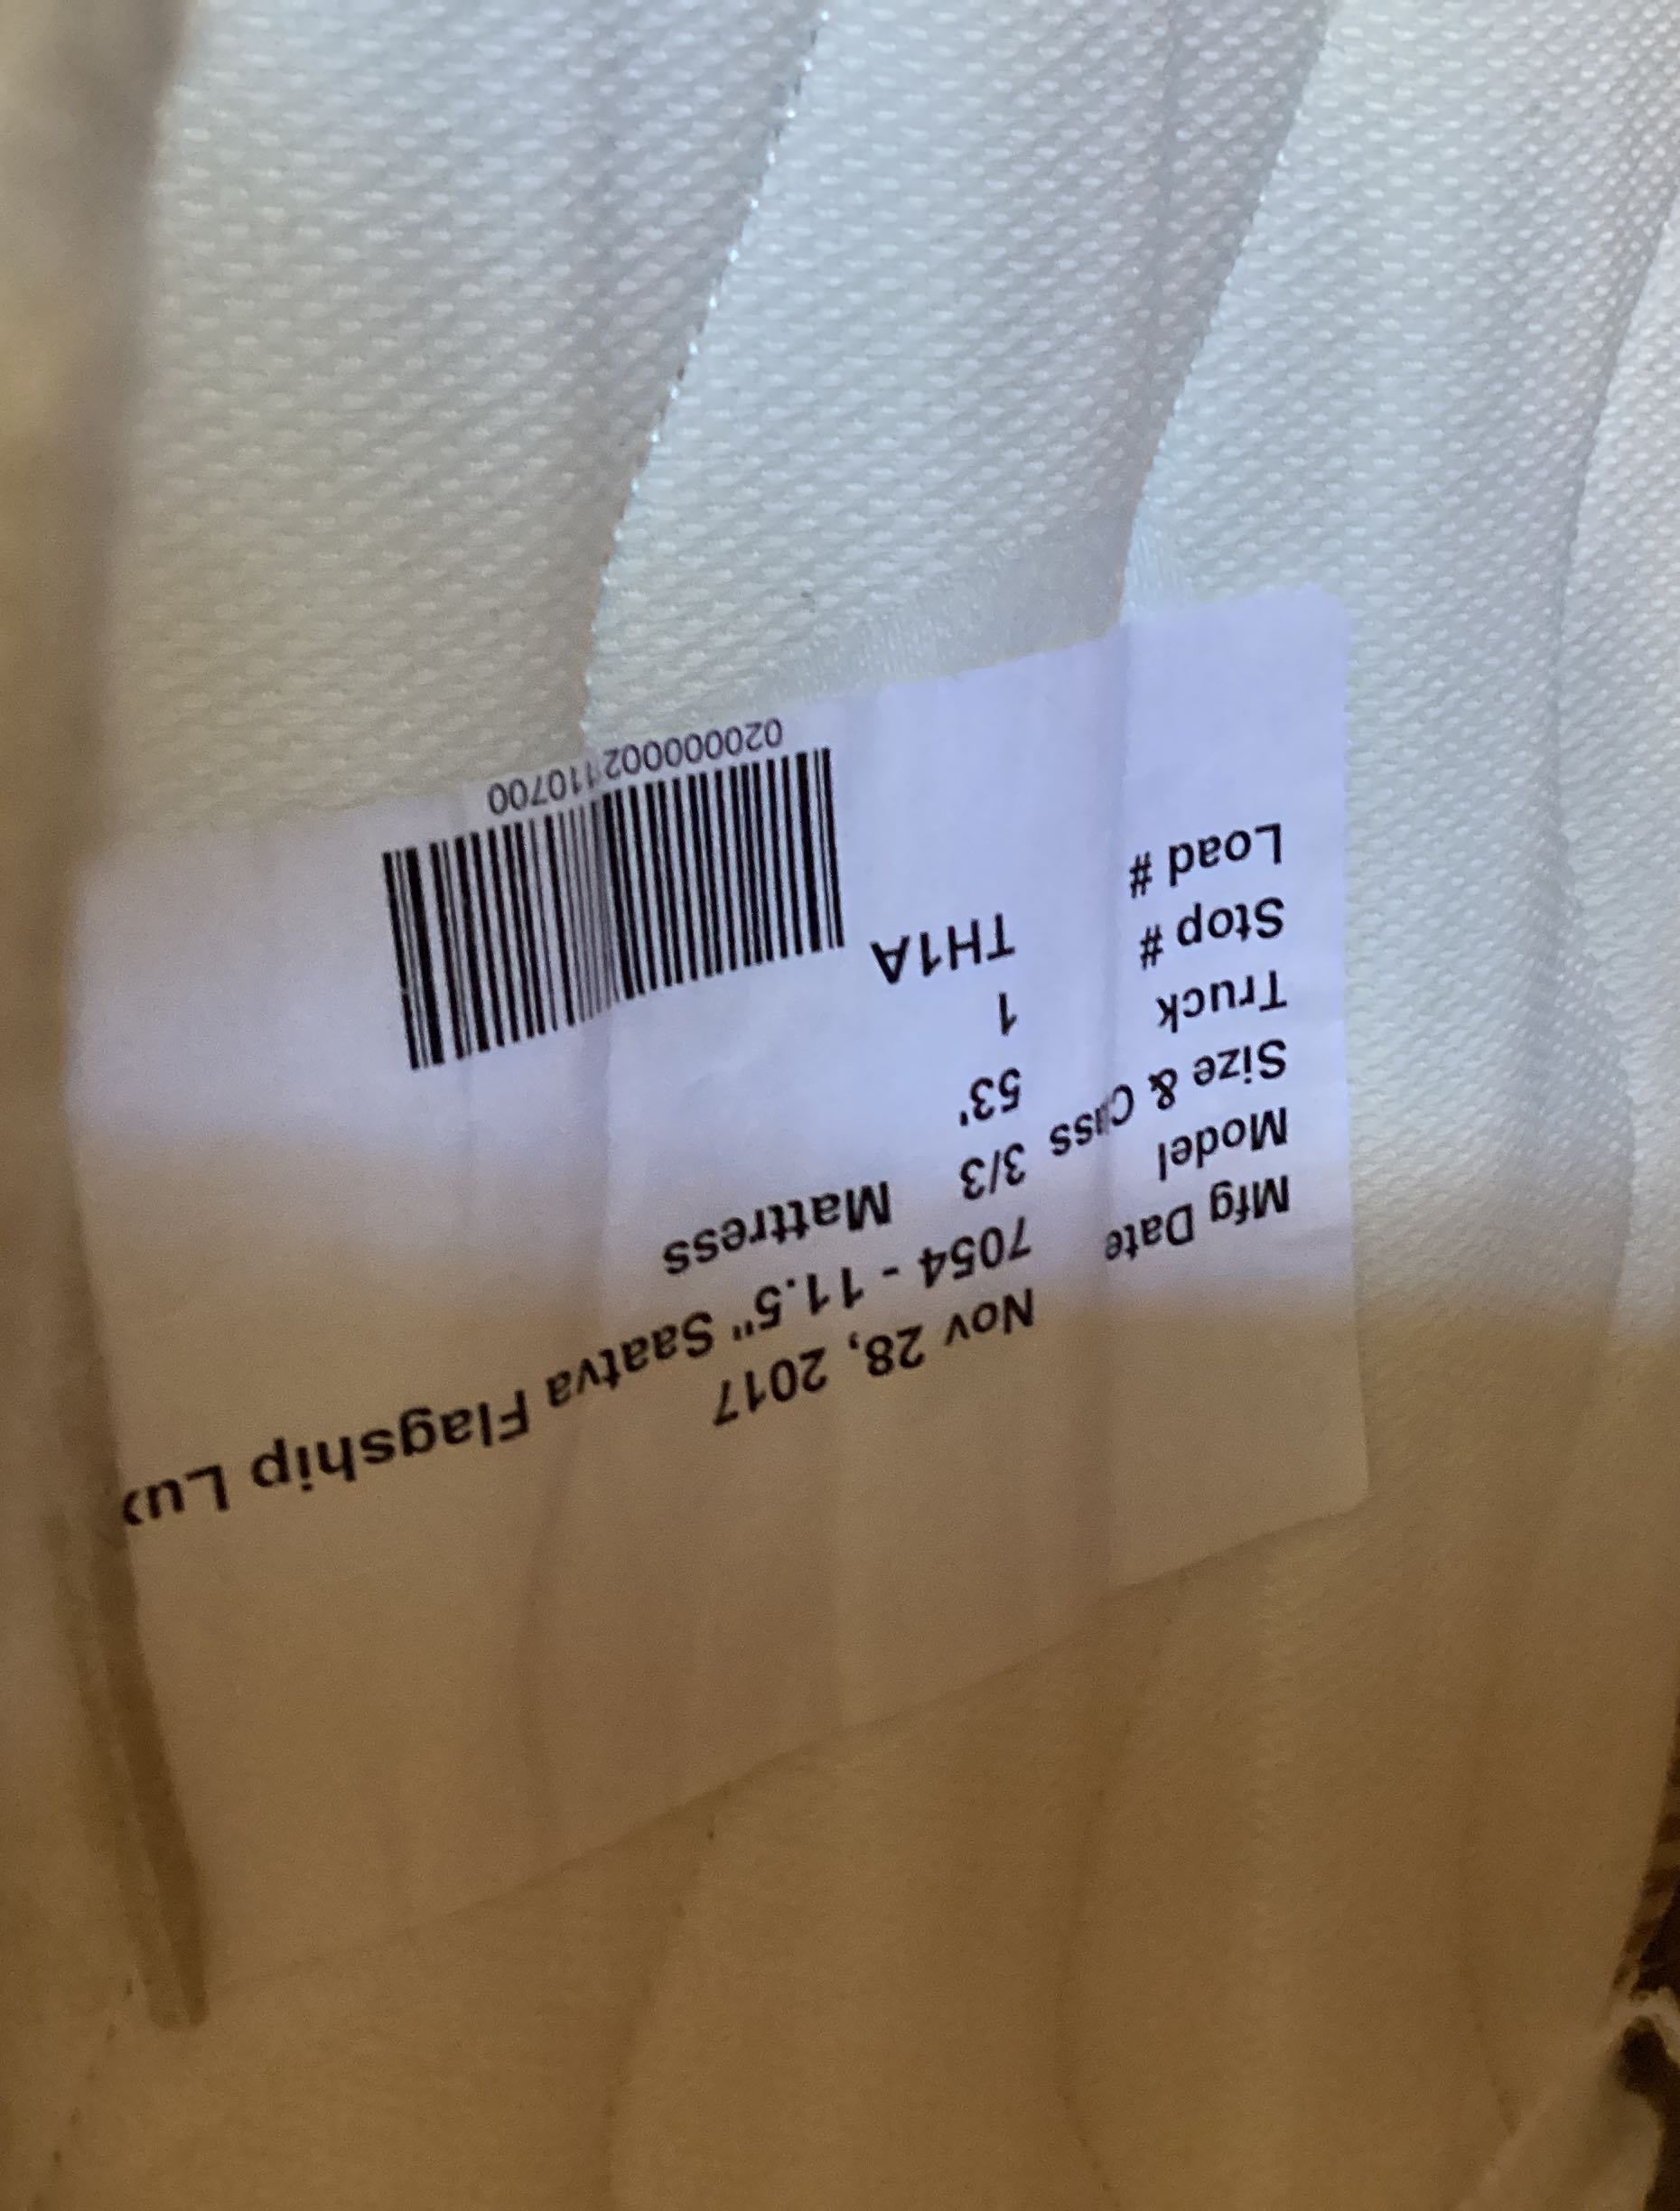 Mfg Date Nov 28, 2017
Model 7054 - 11.5" Saatva Flagship Lux
Size & Class 3/3 Mattress
Truck 53'
Stop # 1
Load # TH1A
020000002110700